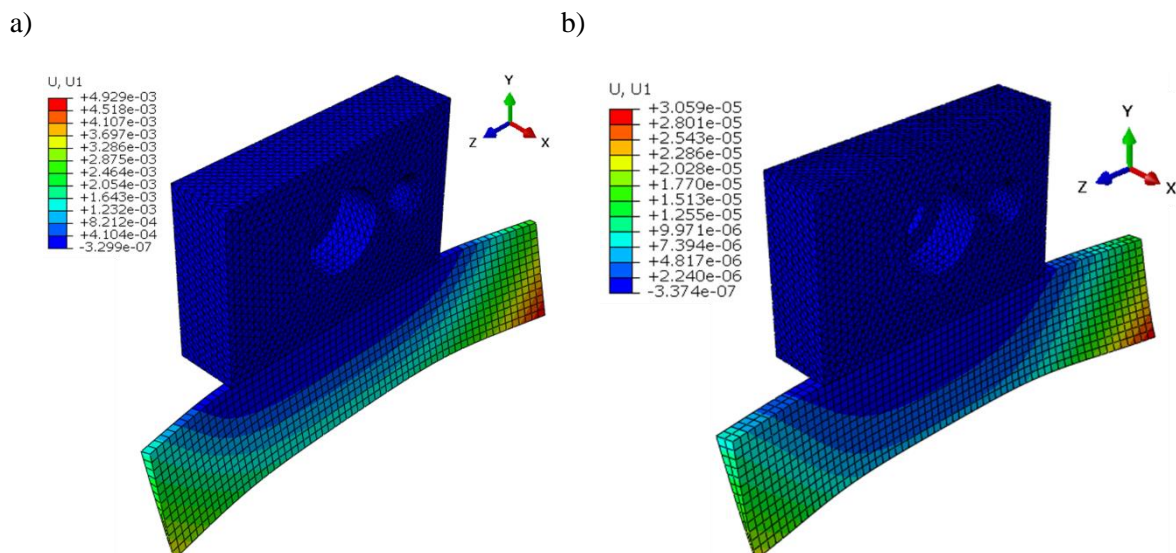 a)
b)
U, U1
+4.929e-03
+4.518e-03
+4.107e-03
+3.697e-03
+3.286e-03
+2.875e-03
+2.464e-03
+2.054e-03
+1.643e-03
+1.232e-03
+8.212e-04
+4.104e-04
-3.299e-07
Y
Z
X
U, U1
+3.059e-05
+2.801e-05
+2.543e-05
+2.286e-05
+2.028e-05
+1.770e-05
+1.513e-05
+1.255e-05
+9.971e-06
+7.394e-06
+4.817e-06
+2.240e-06
-3.374e-07
Y
Z
X